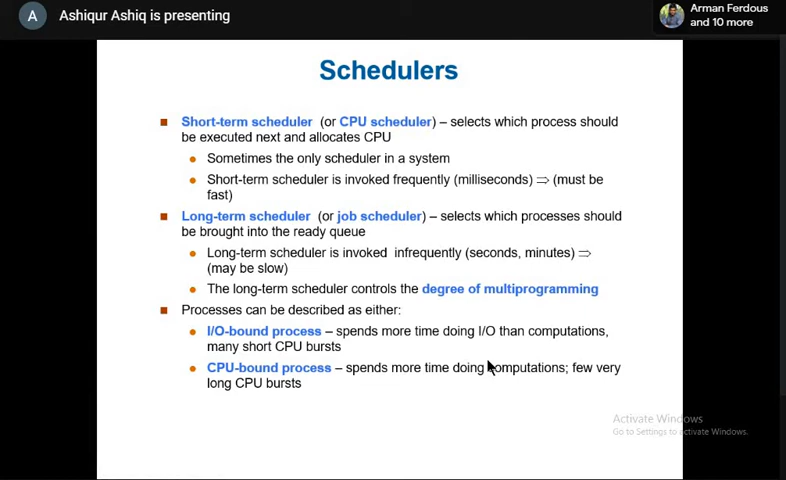 A
Ashiqur Ashiq is presenting
Arman Ferdous
and 10 more
Schedulers
Short-term scheduler (or CPU scheduler) – selects which process should
be executed next and allocates CPU
Sometimes the only scheduler in a system
Short-term scheduler is invoked frequently (milliseconds) ⇒ (must be
fast)
Long-term scheduler (or job scheduler) – selects which processes should
be brought into the ready queue
Long-term scheduler is invoked infrequently (seconds, minutes) ⇒
(may be slow)
The long-term scheduler controls the degree of multiprogramming
Processes can be described as either:
I/O-bound process – spends more time doing I/O than computations,
many short CPU bursts
CPU-bound process – spends more time doing computations; few very
long CPU bursts
Activate Windows
Go to Settings to activate Windows.